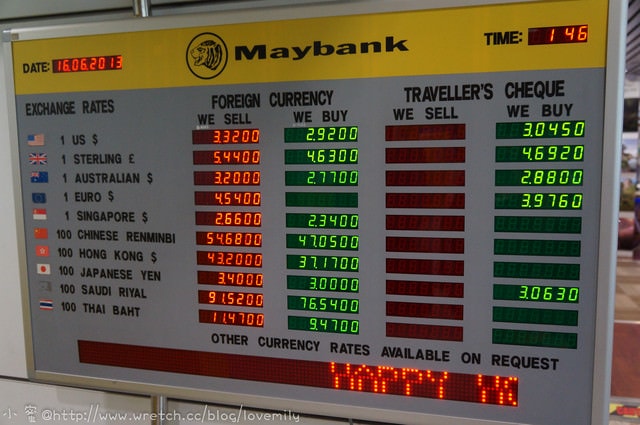 DATE: 16.06.2013 Maybank TIME: 1 46
EXCHANGE RATES FOREIGN CURRENCY TRAVELLER'S CHEQUE
WE SELL WE BUY WE SELL WE BUY
1 US $ 3.3200 2.9200 3.0450
1 STERLING £ 5.4400 4.6300 4.6920
1 AUSTRALIAN $ 3.2000 2.7700 2.8800
1 EURO $ 4.5400 3.9760
1 SINGAPORE $ 2.6600 2.3400
100 CHINESE RENMINBI 54.6800 47.0500
100 HONG KONG $ 43.2000 37.1700
100 JAPANESE YEN 3.4000 3.0000 3.0630
100 SAUDI RIYAL 91.5200 76.5400
100 THAI BAHT 11.4700 9.4700
OTHER CURRENCY RATES AVAILABLE ON REQUEST
HAPPY HO
小蜜@http://www.wretch.cc/blog/lovemily